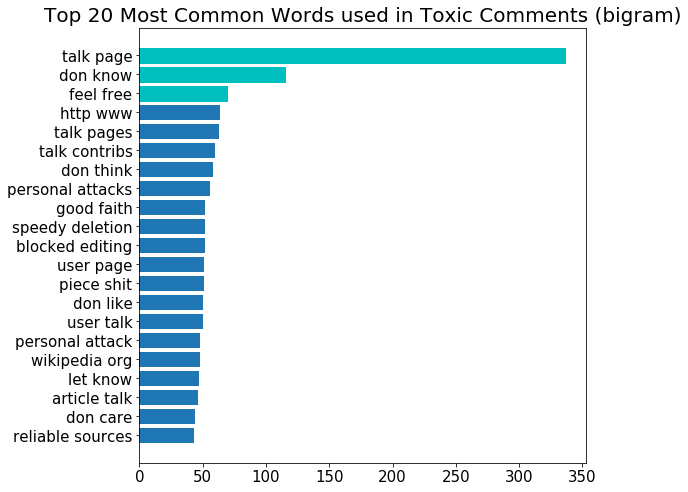 Top 20 Most Common Words used in Toxic Comments (bigram)
talk page
don know
feel free
http www
talk pages
talk contribs
don think
personal attacks
good faith
speedy deletion
blocked editing
user page
piece shit
don like
user talk
personal attack
wikipedia org
let know
article talk
don care
reliable sources
0 50 100 150 200 250 300 350